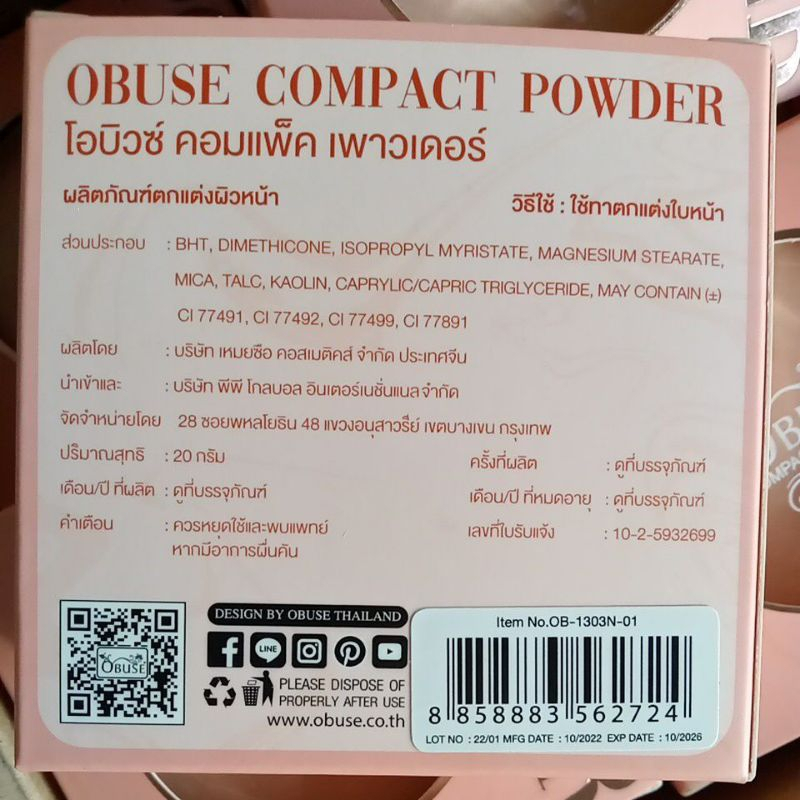 OBUSE COMPACT POWDER
โอบิวซ์ คอมแพ็ค เพาวเดอร์
ผลิตภัณฑ์ตกแต่งผิวหน้า
วิธีใช้ : ใช้ทาตกแต่งใบหน้า
ส่วนประกอบ : BHT, DIMETHICONE, ISOPROPYL MYRISTATE, MAGNESIUM STEARATE,
MICA, TALC, KAOLIN, CAPRYLIC/CAPRIC TRIGLYCERIDE, MAY CONTAIN (±)
CI 77491, CI 77492, CI 77499, CI 77891
ผลิตโดย : บริษัท เหมยซือ คอสเมติคส์ จำกัด ประเทศจีน
นำเข้าและ : บริษัท พีพี โกลบอล อินเตอร์เนชั่นแนล จำกัด
จัดจำหน่ายโดย 28 ซอยพหลโยธิน 48 แขวงอนุสาวรีย์ เขตบางเขน กรุงเทพ
ปริมาณสุทธิ : 20 กรัม
ครั้งที่ผลิต : ดูที่บรรจุภัณฑ์
เดือน/ปี ที่ผลิต : ดูที่บรรจุภัณฑ์
เดือน/ปี ที่หมดอายุ : ดูที่บรรจุภัณฑ์
คำเตือน : ควรหยุดใช้และพบแพทย์
หากมีอาการผื่นคัน
เลขที่ใบรับแจ้ง : 10-2-5932699
OBUSE
DESIGN BY OBUSE THAILAND
LINE
PLEASE DISPOSE OF
PROPERLY AFTER USE
www.obuse.co.th
Item No.OB-1303N-01
8 858883 562724
LOT NO : 22/01 MFG DATE : 10/2022 EXP DATE : 10/2026